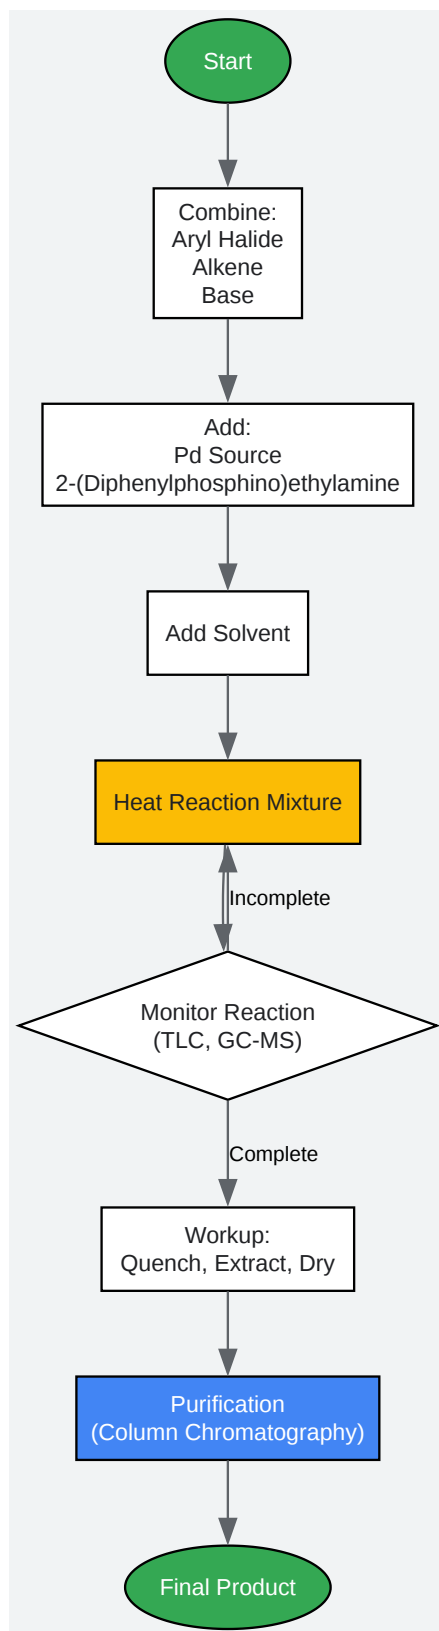 Start
Combine:
Aryl Halide
Alkene
Base
Add:
Pd Source
2-(Diphenylphosphino)ethylamine
Add Solvent
Heat Reaction Mixture
Incomplete
Monitor Reaction
(TLC, GC-MS)
Complete
Workup:
Quench, Extract, Dry
Purification
(Column Chromatography)
Final Product